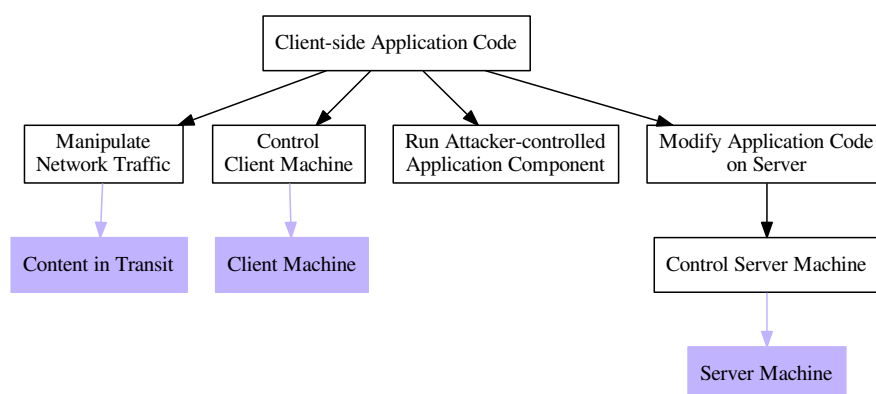 Client-side Application Code
Manipulate
Network Traffic
Control
Client Machine
Run Attacker-controlled
Application Component
Modify Application Code
on Server
Content in Transit
Client Machine
Control Server Machine
Server Machine